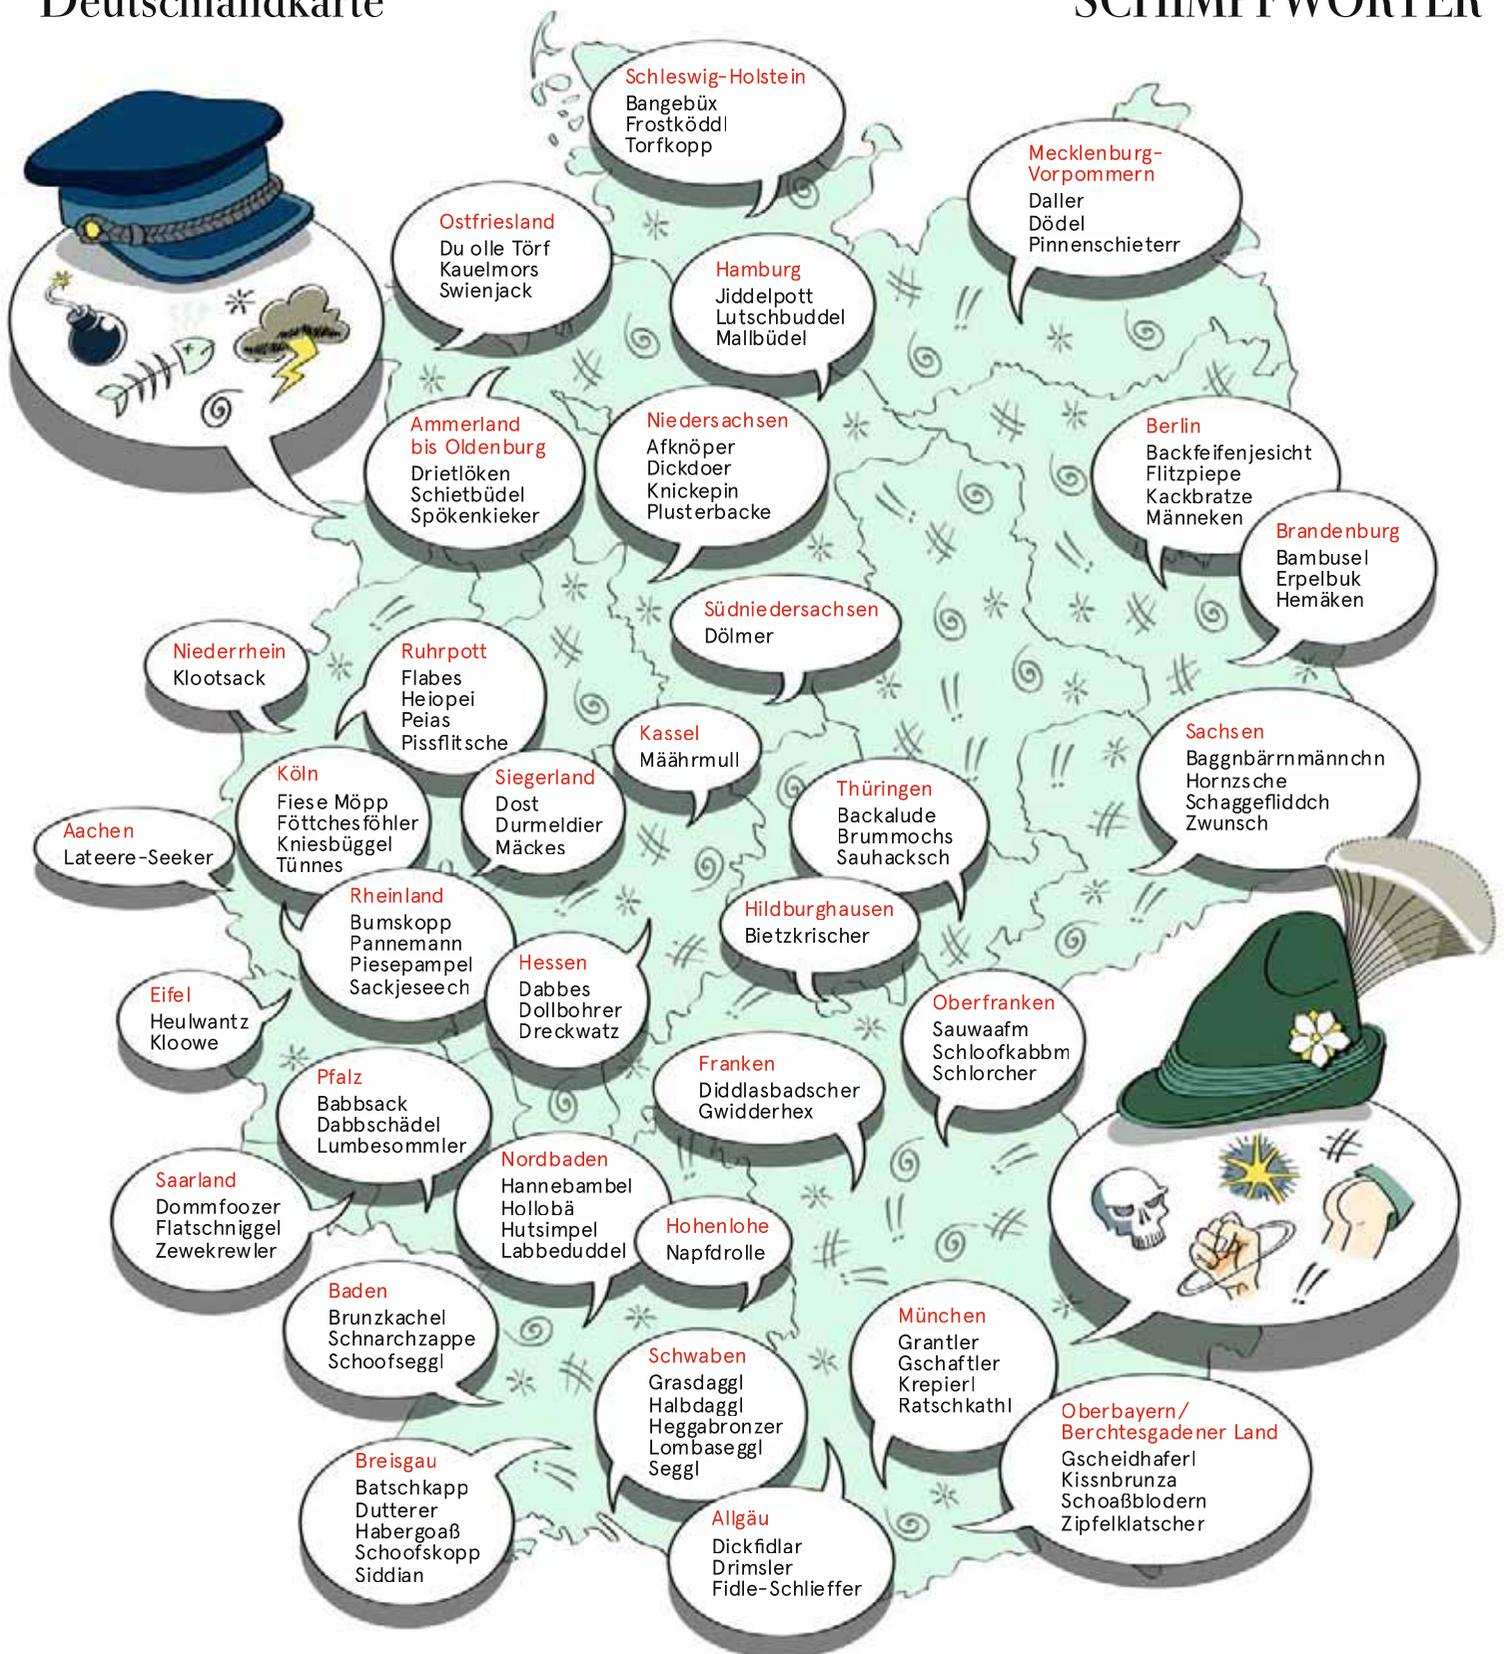 Deutschlandkarte
SCHIMPFWÖRTER
Schleswig-Holstein
Bangebüx
Frostköddl
Torfkopp
Mecklenburg-
Vorpommern
Daller
Dödel
Pinnenschieterr
Ostfriesland
Du olle Törf
Kauelmors
Swienjack
Hamburg
Jiddelpott
Lutschbuddel
Mallbüdel
Ammerland
bis Oldenburg
Drietlöken
Schietbüdel
Spökenkieker
Niedersachsen
Afknöper
Dickdoer
Knickepin
Plusterbacke
Berlin
Backfeifenjesicht
Flitzpiepe
Kackbratze
Männeken
Brandenburg
Bambusel
Erpelbuk
Hemäken
Südniedersachsen
Dölmer
Niederrhein
Klootsack
Ruhrpott
Flabes
Heiopei
Peias
Pissflitsche
Kassel
Mäährmull
Sachsen
Baggnbärrnmännchn
Hornzsche
Schaggefliddch
Zwunsch
Köln
Fiese Möpp
Föttchesföhler
Kniesbüggel
Tünnes
Siegerland
Dost
Durmeldier
Mäckes
Thüringen
Backalude
Brummochs
Sauhacksch
Aachen
Lateere-Seeker
Rheinland
Bumskopp
Pannemann
Piesepampel
Sackjeseech
Hildburghausen
Bietzkrischer
Hessen
Dabbes
Dollbohrer
Dreckwatz
Eifel
Heulwantz
Kloowe
Oberfranken
Sauwaafm
Schloofkabbm
Schlorcher
Franken
Diddlasbadscher
Gwidderhex
Pfalz
Babbsack
Dabbschädel
Lumbesommler
Nordbaden
Hannebambel
Hollobä
Hutsimpel
Labbeduddel
Saarland
Dommfoozer
Flatschniggel
Zewekrewler
Hohenlohe
Napfdrolle
Baden
Brunzkachel
Schnarchzappe
Schoofseggl
München
Grantler
Gschaftler
Krepierl
Ratschkathl
Schwaben
Grasdaggl
Halbdaggl
Heggabronzer
Lombaseggl
Seggl
Oberbayern/
Berchtesgadener Land
Gscheidhaferl
Kissnbrunza
Schoaßblodern
Zipfelklatscher
Breisgau
Batschkapp
Dutterer
Habergoaß
Schoofskopp
Siddian
Allgäu
Dickfidlar
Drimsler
Fidle-Schlieffer